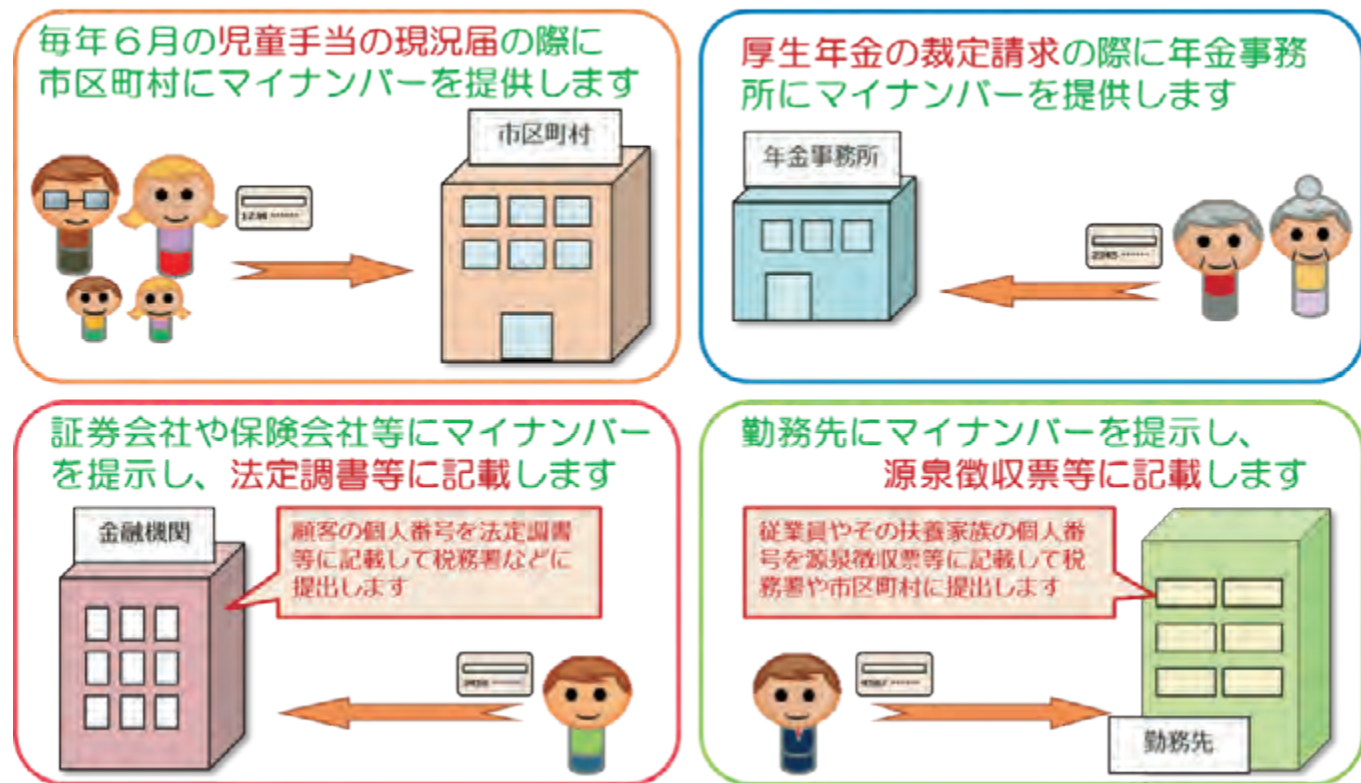 毎年６月の児童手当の現況届の際に
市区町村にマイナンバーを提供します
市区町村
厚生年金の裁定請求の際に年金事務
所にマイナンバーを提供します
年金事務所
証券会社や保険会社等にマイナンバー
を提示し、法定調書等に記載します
金融機関
顧客の個人番号を法定調書
等に記載して税務署などに
提出します
勤務先にマイナンバーを提示し、
源泉徴収票等に記載します
従業員やその扶養家族の個人番
号を源泉徴収票等に記載して税
務署や市区町村に提出します
勤務先